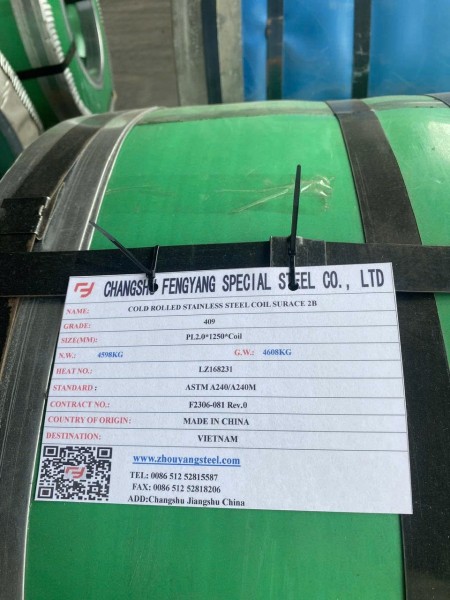 CHANGSHU FENGYANG SPECIAL STEEL CO., LTD
NAME: COLD ROLLED STAINLESS STEEL COIL SURACE 2B
GRADE: 409
SIZE(MM): PL2.0*1250*Coil
N.W.: 4598KG G.W.: 4608KG
HEAT NO.: LZ168231
STANDARD : ASTM A240/A240M
CONTRACT NO.: F2306-081 Rev.0
COUNTRY OF ORIGIN: MADE IN CHINA
DESTINATION: VIETNAM
www.zhouyangsteel.com
TEL: 0086 512 52815587
FAX: 0086 512 52818206
ADD:Changshu Jiangshu China